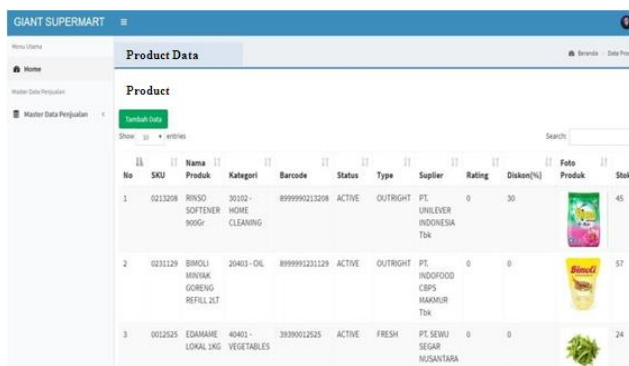 GIANT SUPERMART
Menu Utama
Home
Master Data Penjualan
Master Data Penjualan
Product Data
Beranda
Data Pro
Product
Tambah Data
Show 10 entries
Search:
No SKU Nama Produk Kategori Barcode Status Type Suplier Rating Diskon(%) Foto Produk Stok
1 0213208 RINSO SOFTENER 900Gr 30102 - HOME CLEANING 8999990213208 ACTIVE OUTRIGHT PT. UNILEVER INDONESIA Tbk 0 30 45
2 0231129 BIMOLI MINYAK GORENG REFILL 2LT 20403 - OIL 8999991231129 ACTIVE OUTRIGHT PT. INDOFOOD CBPS MAKMUR Tbk 0 0 Bimoli 57
3 0012525 EDAMAME LOKAL 1KG 40401 - VEGETABLES 39390012525 ACTIVE FRESH PT. SEWU SEGAR NUSANTARA 0 0 24